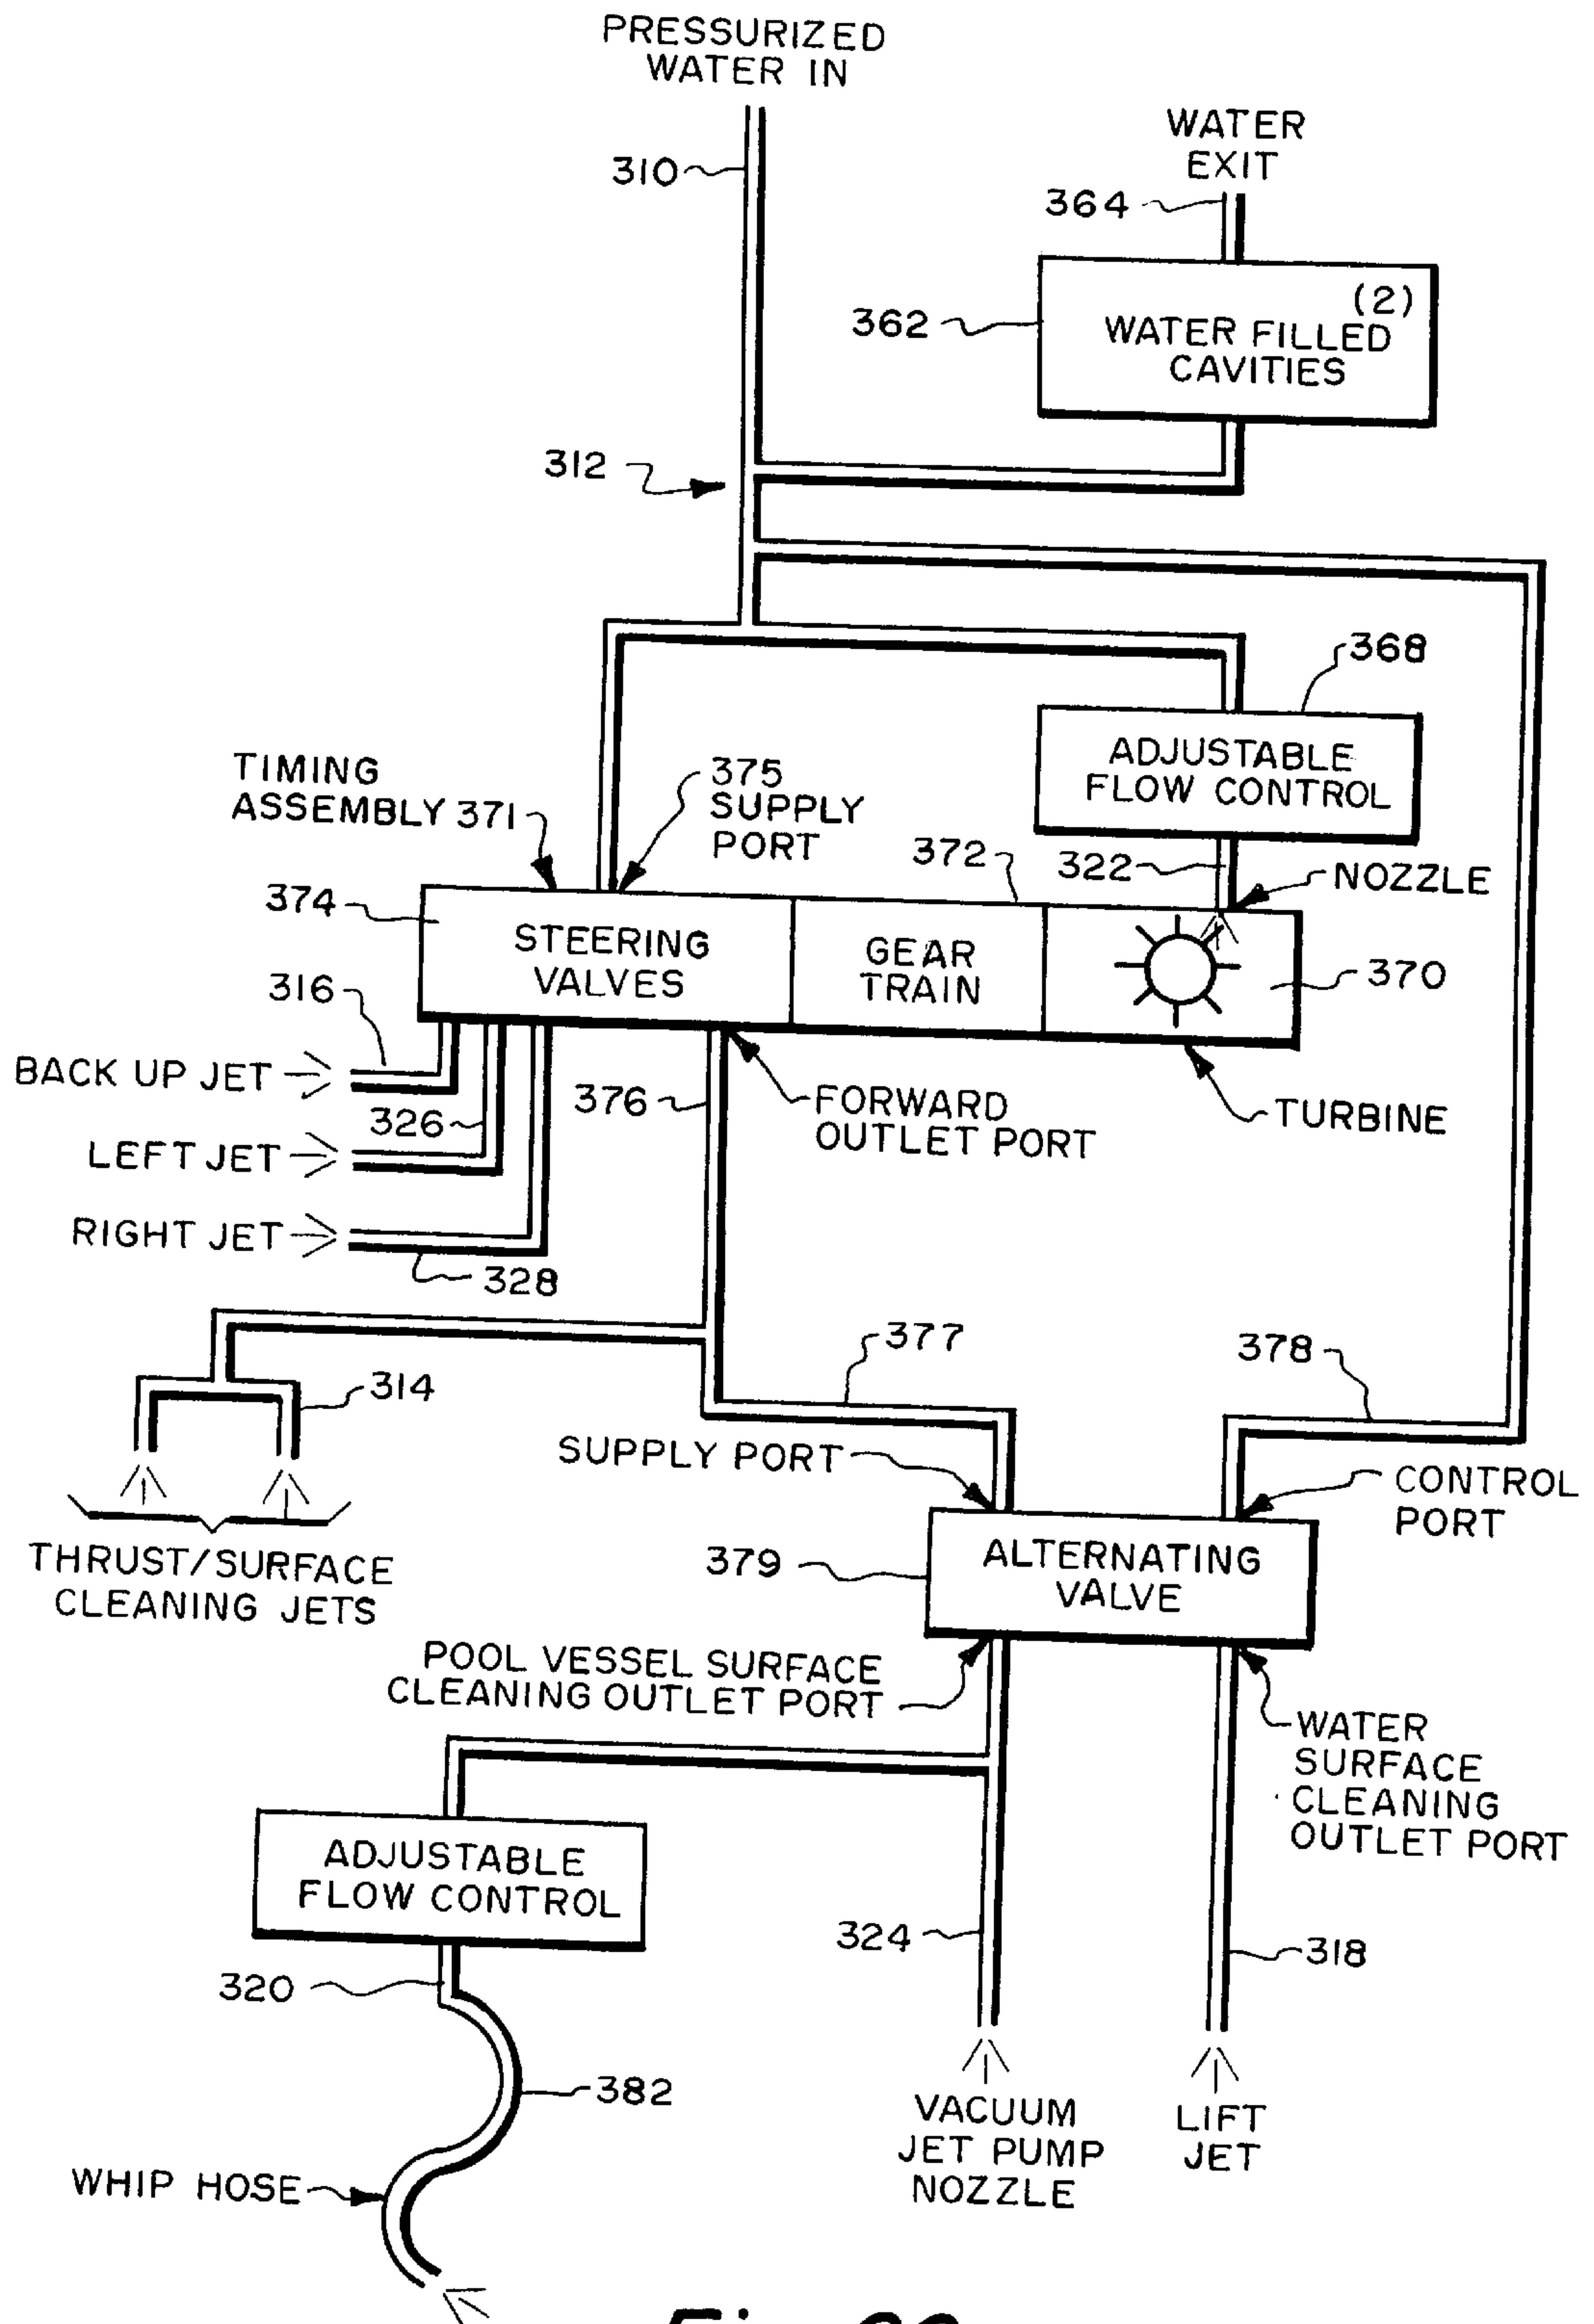 PRESSURIZED
WATER IN
310
WATER
EXIT
364
362
(2)
WATER FILLED
CAVITIES
312
368
ADJUSTABLE
FLOW CONTROL
TIMING
ASSEMBLY 371
375
SUPPLY
PORT
372
322
NOZZLE
374
STEERING
VALVES
GEAR
TRAIN
370
316
BACK UP JET
326
376
FORWARD
OUTLET PORT
TURBINE
LEFT JET
RIGHT JET
328
377
378
314
SUPPLY PORT
CONTROL
PORT
THRUST/SURFACE
CLEANING JETS
379
ALTERNATING
VALVE
POOL VESSEL SURFACE
CLEANING OUTLET PORT
WATER
SURFACE
CLEANING
OUTLET PORT
ADJUSTABLE
FLOW CONTROL
324
318
320
382
VACUUM
JET PUMP
NOZZLE
LIFT
JET
WHIP HOSE